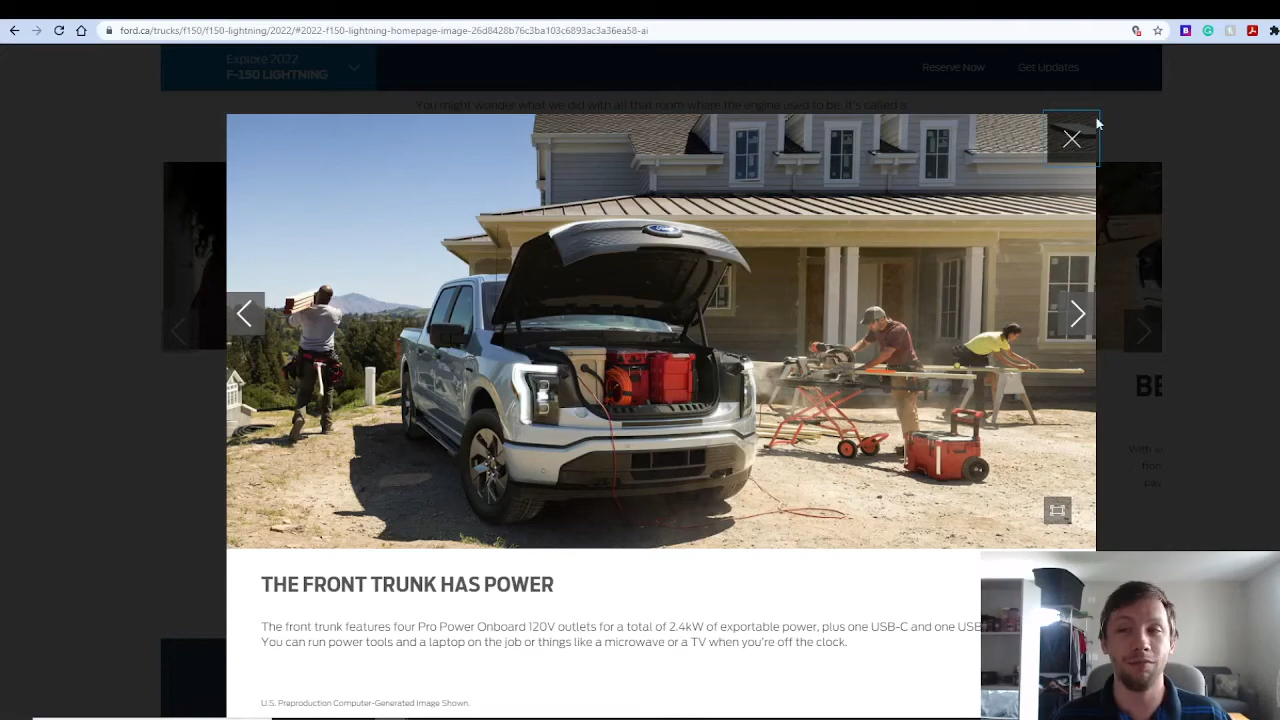 ford.ca/trucks/f150/f150-lightning/2022/#2022-f150-lightning-homepage-image-26d8428b76c3ba103c6893ac3a36ea58-ai
Explore 2022
F-150 LIGHTNING
Reserve Now
Get Updates
You might wonder what we did with all that room where the engine used to be. It's called a
Ford
BE
With
THE FRONT TRUNK HAS POWER
The front trunk features four Pro Power Onboard 120V outlets for a total of 2.4kW of exportable power, plus one USB-C and one USB
You can run power tools and a laptop on the job or things like a microwave or a TV when you're off the clock.
U.S. Preproduction Computer-Generated Image Shown.